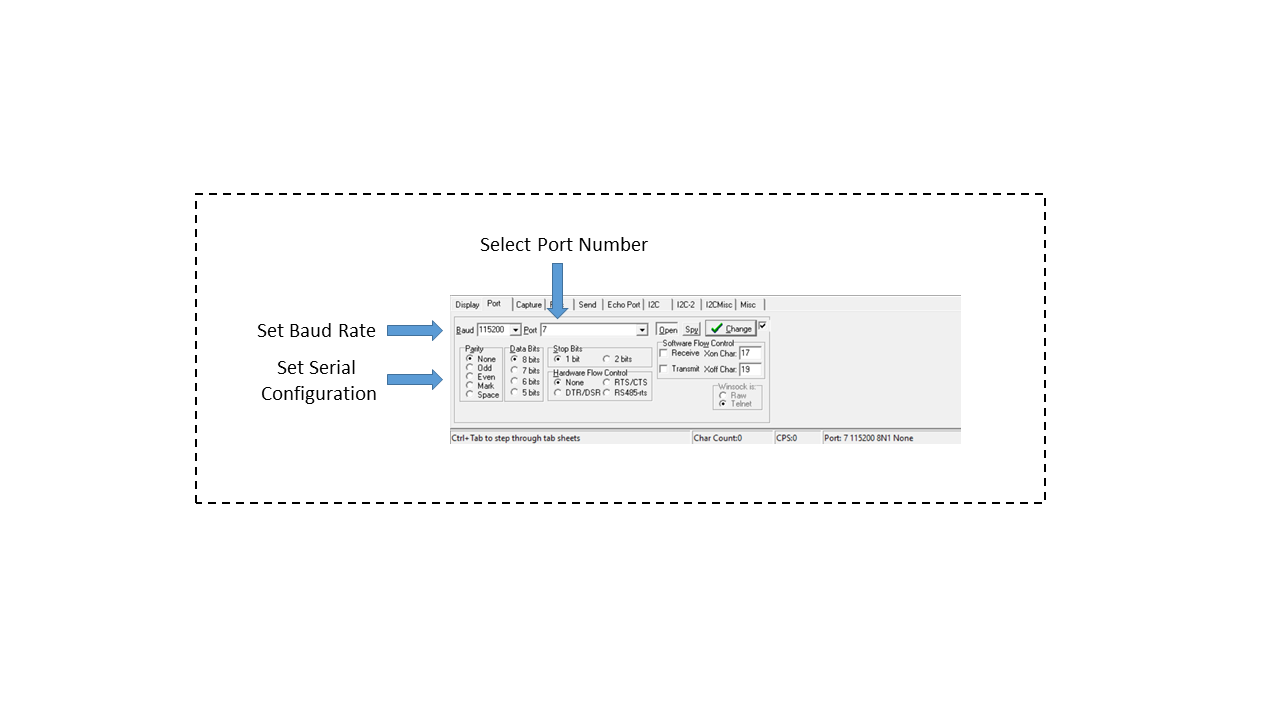 Select Port Number
Display Port Capture Send Echo Port I2C I2C-2 I2CMisc Misc
Set Baud Rate
Baud 115200 Port 7 Open Spy Change
Set Serial
Configuration
Parity
None
Odd
Even
Mark
Space
Data Bits
8 bits
7 bits
6 bits
5 bits
Stop Bits
1 bit 2 bits
Hardware Flow Control
None RTS/CTS
DTR/DSR RS485-rts
Software Flow Control
Receive Xon Char: 17
Transmit Xoff Char: 19
Winsock is:
Raw
Telnet
Ctrl+Tab to step through tab sheets Char Count:0 CPS:0 Port: 7 115200 8N1 None